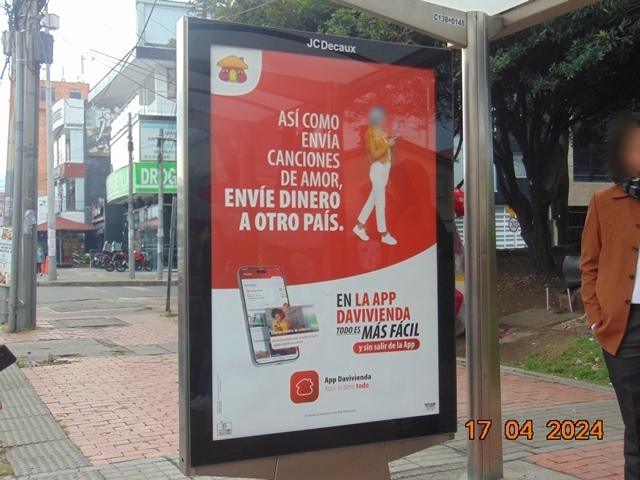 C138+0145
JCDecaux
ASÍ COMO
ENVÍA
CANCIONES
DE AMOR,
ENVÍE DINERO
A OTRO PAÍS.
DROG
EN LA APP
DAVIVIENDA
TODO ES MÁS FÁCIL
y sin salir de la App
App Davivienda
Aquí, lo tiene todo
17 04 2024